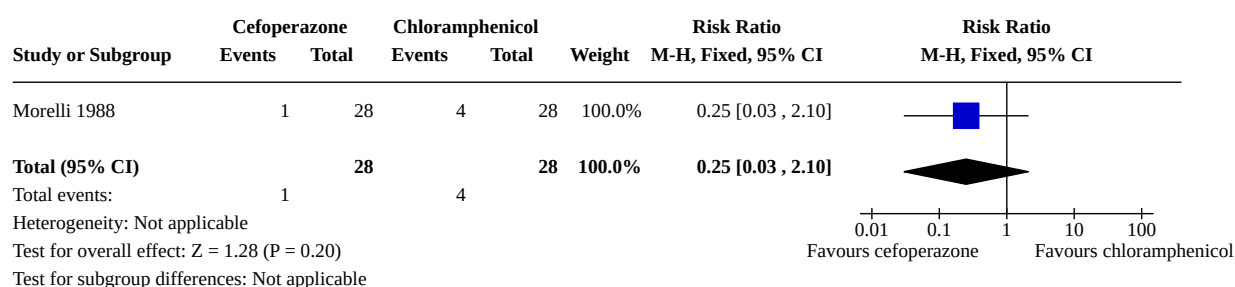 Cefoperazone Chloramphenicol Risk Ratio Risk Ratio
Study or Subgroup Events Total Events Total Weight M-H, Fixed, 95% CI M-H, Fixed, 95% CI
Morelli 1988 1 28 4 28 100.0% 0.25 [0.03 , 2.10]
Total (95% CI) 28 28 100.0% 0.25 [0.03 , 2.10]
Total events: 1 4
Heterogeneity: Not applicable
0.01 0.1 1 10 100
Test for overall effect: Z = 1.28 (P = 0.20)
Favours cefoperazone Favours chloramphenicol
Test for subgroup differences: Not applicable